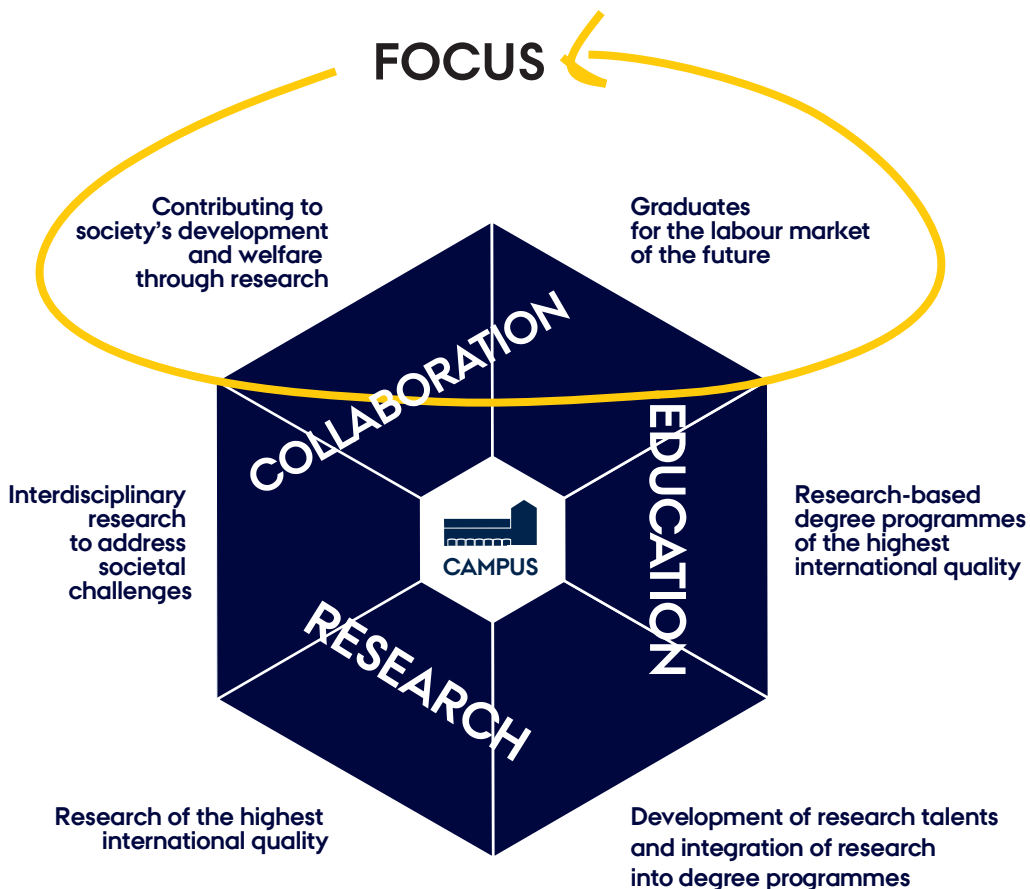 FOCUS
Contributing to
society’s development
and welfare
through research
Graduates
for the labour market
of the future
COLLABORATION
EDUCATION
Interdisciplinary
research
to address
societal
challenges
CAMPUS
Research-based
degree programmes
of the highest
international quality
RESEARCH
Research of the highest
international quality
Development of research talents
and integration of research
into degree programmes